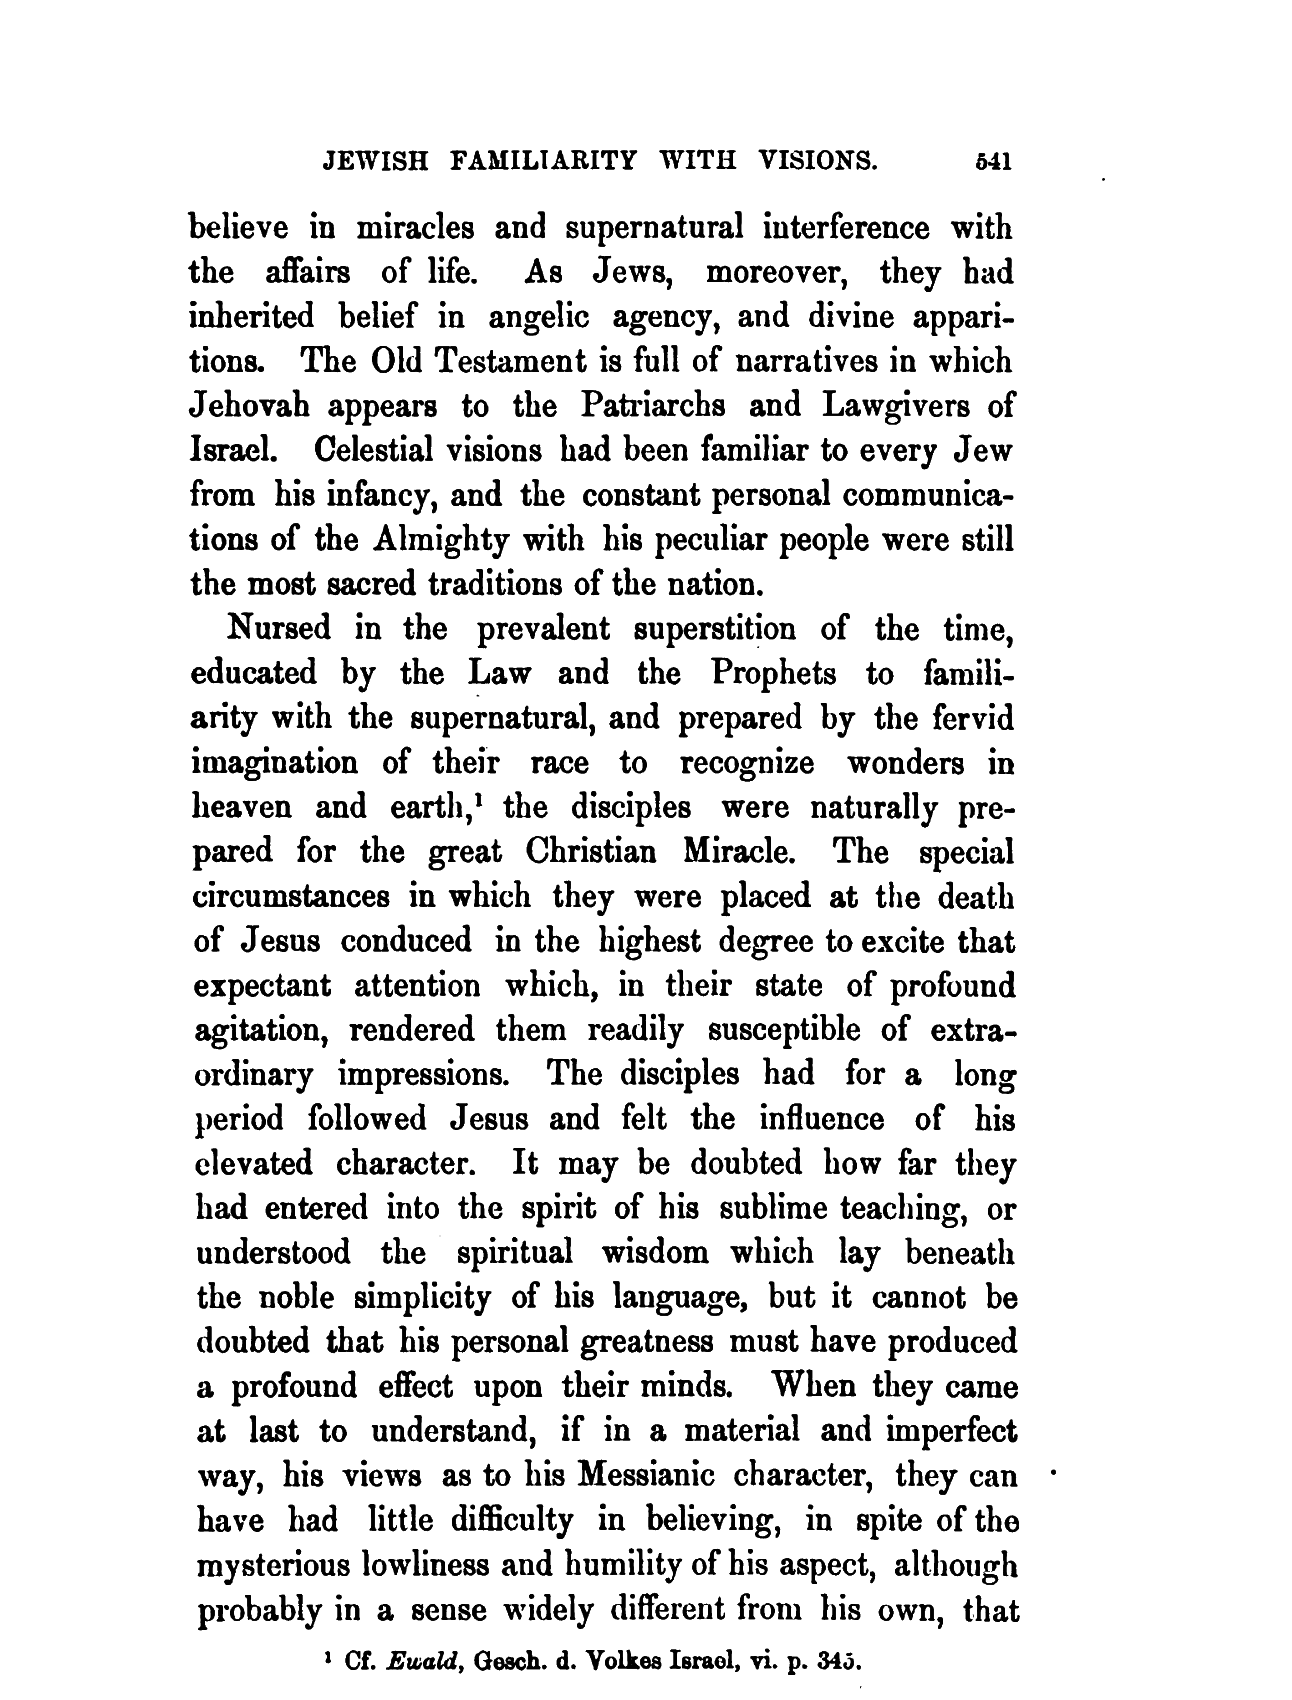 JEWISH FAMILIARITY WITH VISIONS. 541
believe in miracles and supernatural interference with
the affairs of life. As Jews, moreover, they had
inherited belief in angelic agency, and divine appari-
tions. The Old Testament is full of narratives in which
Jehovah appears to the Patriarchs and Lawgivers of
Israel. Celestial visions had been familiar to every Jew
from his infancy, and the constant personal communica-
tions of the Almighty with his peculiar people were still
the most sacred traditions of the nation.
Nursed in the prevalent superstition of the time,
educated by the Law and the Prophets to famili-
arity with the supernatural, and prepared by the fervid
imagination of their race to recognize wonders in
heaven and earth,¹ the disciples were naturally pre-
pared for the great Christian Miracle. The special
circumstances in which they were placed at the death
of Jesus conduced in the highest degree to excite that
expectant attention which, in their state of profound
agitation, rendered them readily susceptible of extra-
ordinary impressions. The disciples had for a long
period followed Jesus and felt the influence of his
elevated character. It may be doubted how far they
had entered into the spirit of his sublime teaching, or
understood the spiritual wisdom which lay beneath
the noble simplicity of his language, but it cannot be
doubted that his personal greatness must have produced
a profound effect upon their minds. When they came
at last to understand, if in a material and imperfect
way, his views as to his Messianic character, they can
have had little difficulty in believing, in spite of the
mysterious lowliness and humility of his aspect, although
probably in a sense widely different from his own, that
¹ Cf. Ewald, Gesch. d. Volkes Israel, vi. p. 345.